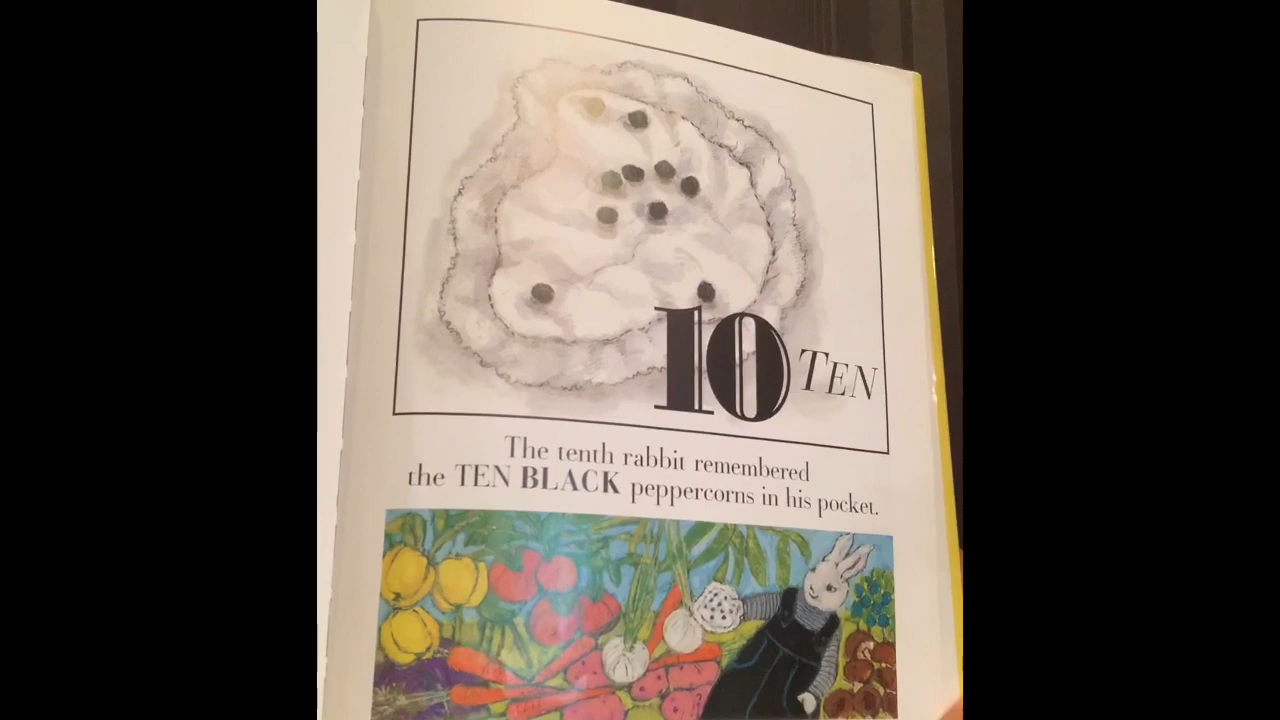 10 TEN
The tenth rabbit remembered
the TEN BLACK peppercorns in his pocket.